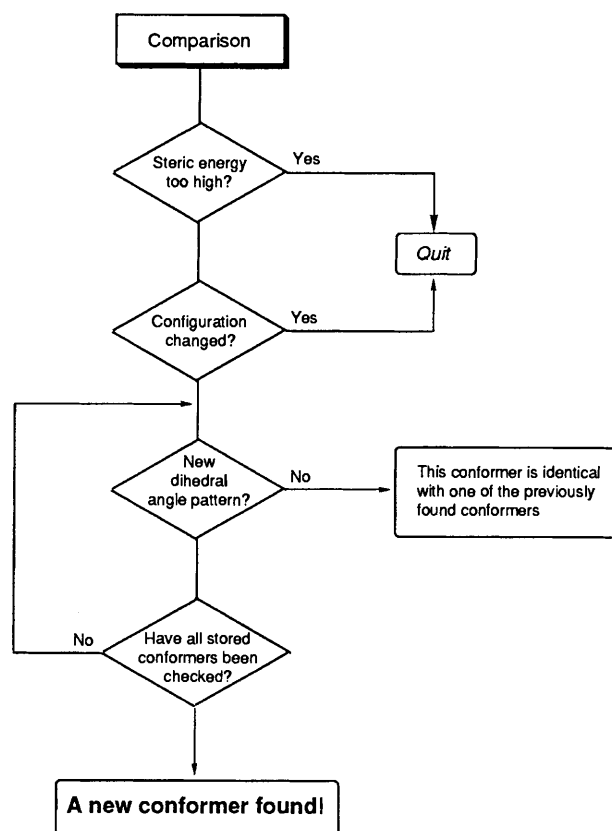 Comparison
Steric energy
too high?
Yes
Quit
Configuration
changed?
Yes
New
dihedral
angle pattern?
No
This conformer is identical
with one of the previously
found conformers
No
Have all stored
conformers been
checked?
A new conformer found!